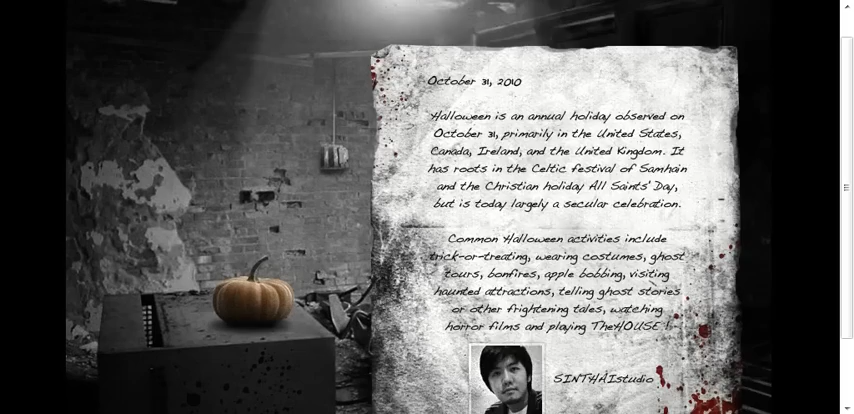 October 31, 2010
Halloween is an annual holiday observed on
October 31, primarily in the United States,
Canada, Ireland, and the United Kingdom. It
has roots in the Celtic festival of Samhain
and the Christian holiday All Saints' Day,
but is today largely a secular celebration.
Common Halloween activities include
trick-or-treating, wearing costumes, ghost
tours, bonfires, apple bobbing, visiting
haunted attractions, telling ghost stories
or other frightening tales, watching
horror films and playing TheHOUSE !
SINTHAIstudio